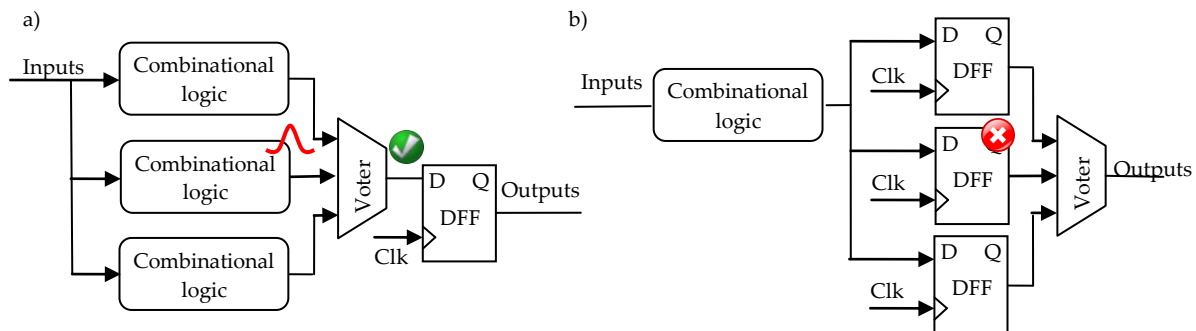 a)
Inputs
Combinational
logic
Combinational
logic
Combinational
logic
Voter
D Q
DFF
Clk
Outputs
b)
Inputs
Combinational
logic
D Q
DFF
Clk
D
DFF
Clk
D Q
DFF
Clk
Voter
Outputs